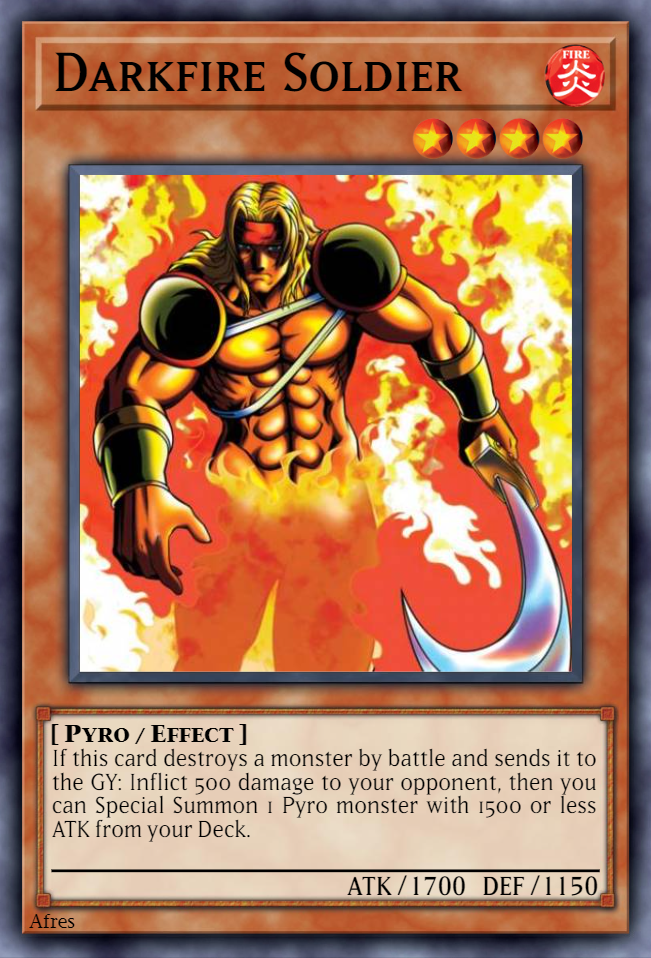 Darkfire Soldier
FIRE
炎
[ Pyro / Effect ]
If this card destroys a monster by battle and sends it to
the GY: Inflict 500 damage to your opponent, then you
can Special Summon 1 Pyro monster with 1500 or less
ATK from your Deck.
ATK / 1700 DEF / 1150
Afres